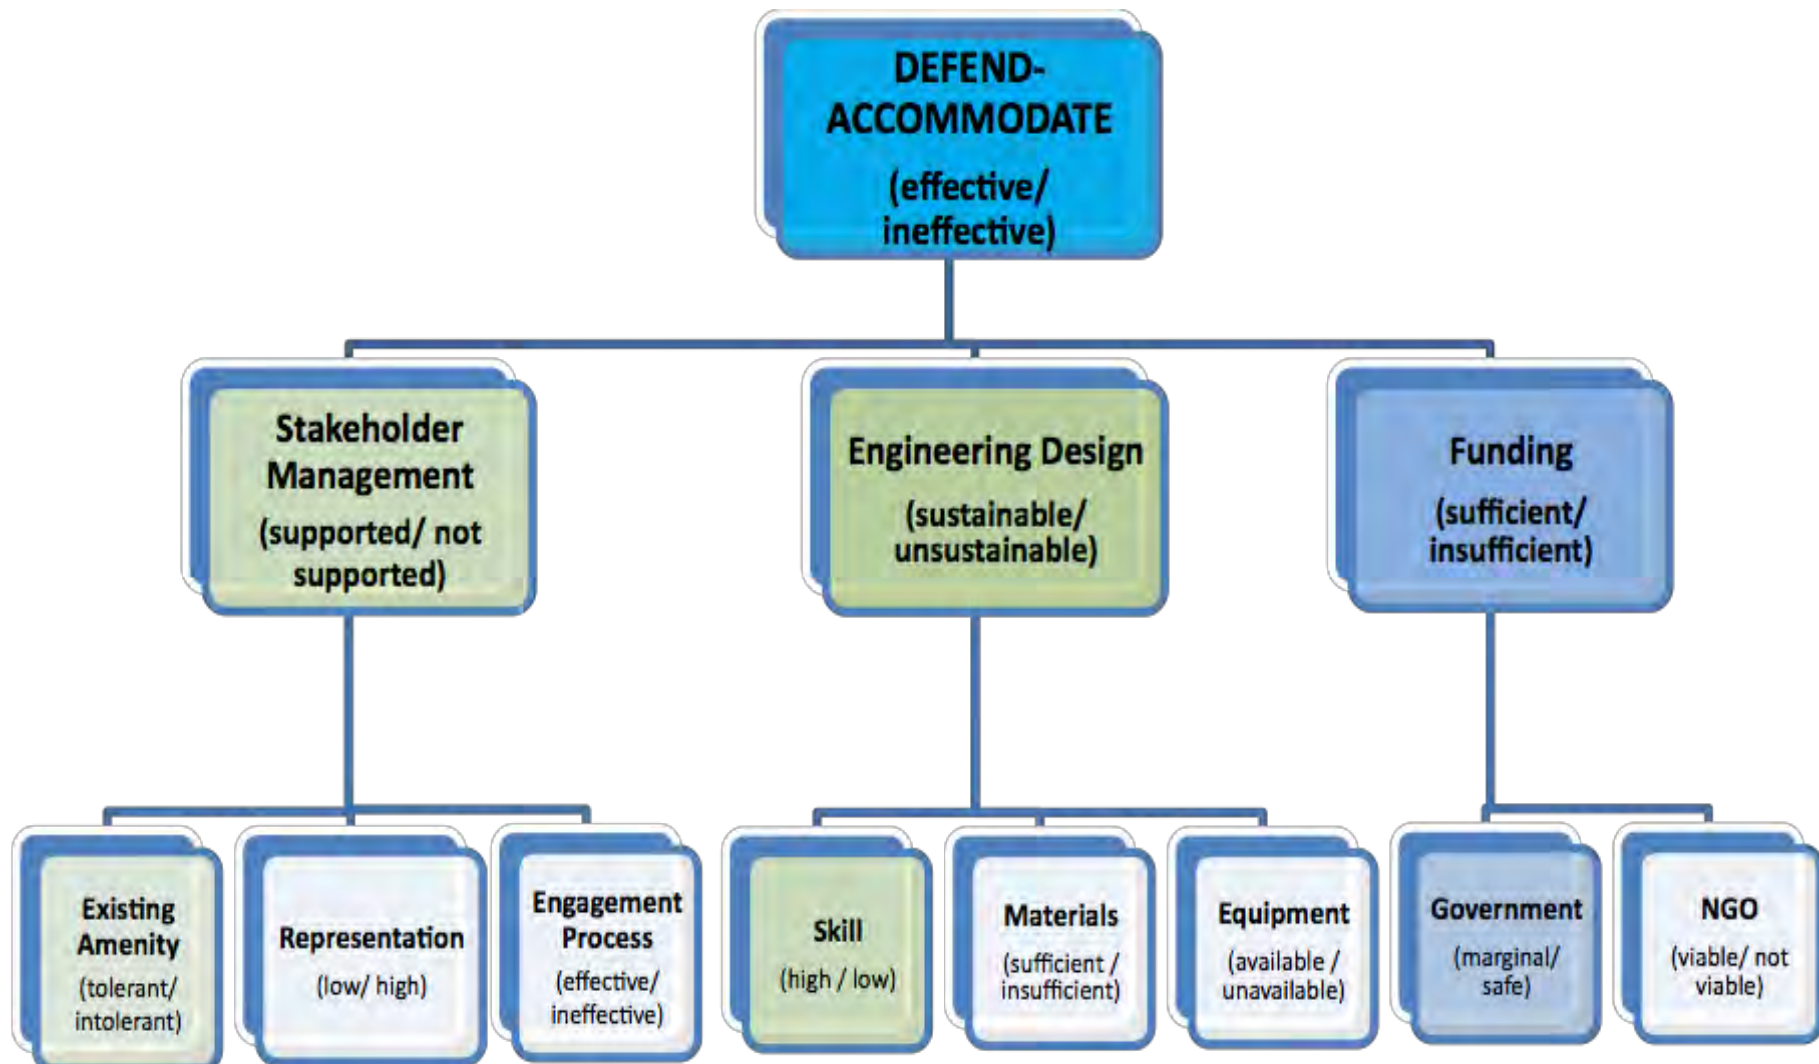 DEFEND-
ACCOMMODATE
(effective/
ineffective)
Stakeholder
Management
(supported/ not
supported)
Engineering Design
(sustainable/
unsustainable)
Funding
(sufficient/
insufficient)
Existing
Amenity
(tolerant/
intolerant)
Representation
(low/ high)
Engagement
Process
(effective/
ineffective)
Skill
(high / low)
Materials
(sufficient /
insufficient)
Equipment
(available /
unavailable)
Government
(marginal/
safe)
NGO
(viable/ not
viable)